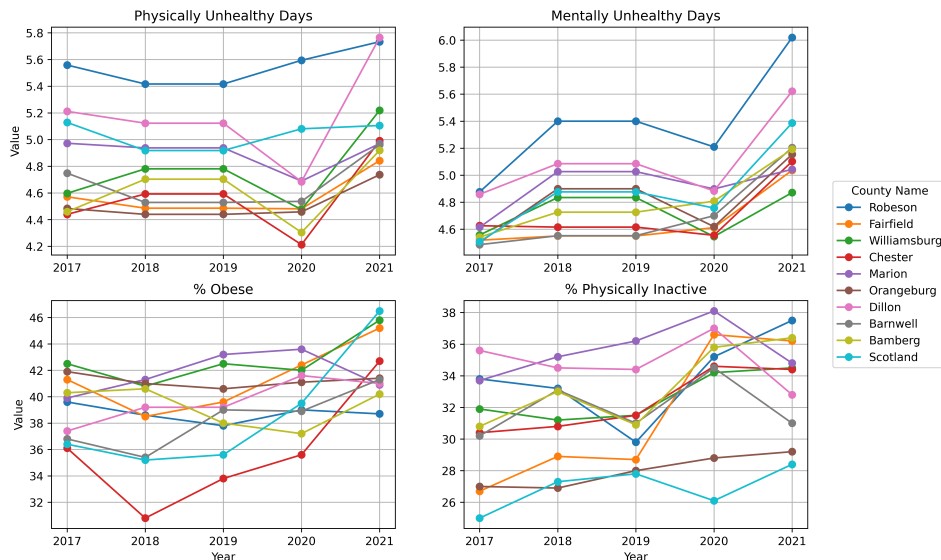 Physically Unhealthy Days
Value
5.8
5.6
5.4
5.2
5.0
4.8
4.6
4.4
4.2
2017 2018 2019 2020 2021
Mentally Unhealthy Days
6.0
5.8
5.6
5.4
5.2
5.0
4.8
4.6
2017 2018 2019 2020 2021
% Obese
Value
46
44
42
40
38
36
34
32
2017 2018 2019 2020 2021
Year
% Physically Inactive
38
36
34
32
30
28
26
2017 2018 2019 2020 2021
Year
County Name
Robeson
Fairfield
Williamsburg
Chester
Marion
Orangeburg
Dillon
Barnwell
Bamberg
Scotland